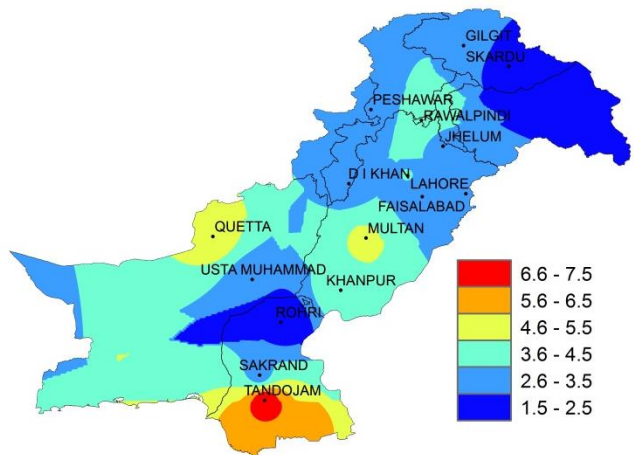 GILGIT
SKARDU
PESHAWAR
RAWALPINDI
JHELUM
D I KHAN
LAHORE
FAISALABAD
QUETTA
MULTAN
USTA MUHAMMAD
KHANPUR
ROHRI
SAKRAND
TANDOJAM
6.6 - 7.5
5.6 - 6.5
4.6 - 5.5
3.6 - 4.5
2.6 - 3.5
1.5 - 2.5